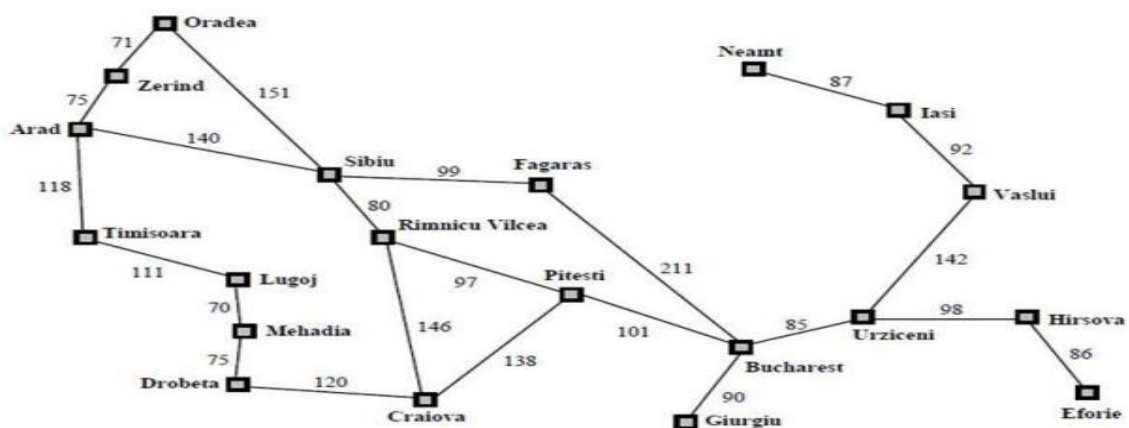 Oradea
71
Neamt
Zerind
87
75
151
Iasi
Arad
140
92
Sibiu
Fagaras
99
118
Vaslui
80
Timisoara
Rimnicu Vilcea
142
111
Lugoj
97
Pitesti
211
70
98
Hirsova
Mehadia
146
101
85
Urziceni
75
138
86
Bucharest
Drobeta
120
90
Craiova
Giurgiu
Eforie